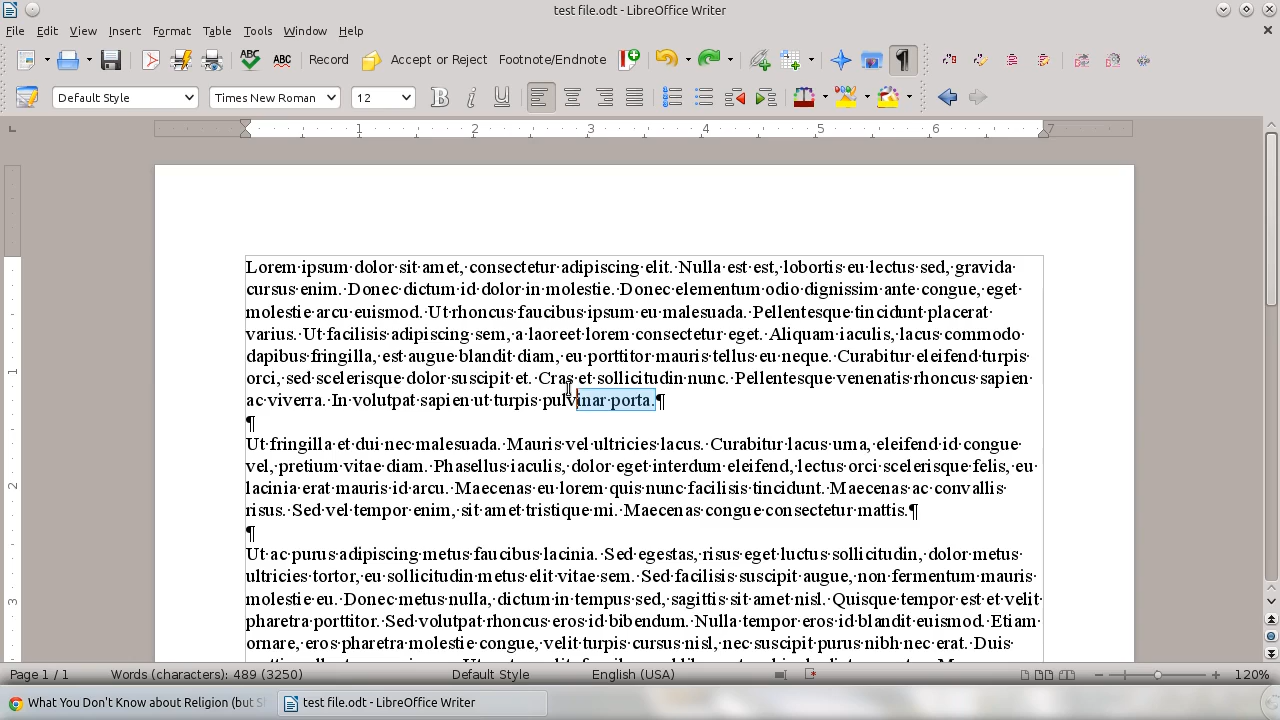 test file.odt - LibreOffice Writer
File Edit View Insert Format Table Tools Window Help
Record Accept or Reject Footnote/Endnote
Default Style Times New Roman 12
1 2 3 4 5 6 7
Lorem·ipsum·dolor·sit·amet,·consectetur·adipiscing·elit.·Nulla·est·est,·lobortis·eu·lectus·sed,·gravida·
cursus·enim.·Donec·dictum·id·dolor·in·molestie.·Donec·elementum·odio·dignissim·ante·congue,·eget·
molestie·arcu·euismod.·Ut·rhoncus·faucibus·ipsum·eu·malesuada.·Pellentesque·tincidunt·placerat·
varius.·Ut·facilisis·adipiscing·sem,·a·laoreet·lorem·consectetur·eget.·Aliquam·iaculis,·lacus·commodo·
dapibus·fringilla,·est·augue·blandit·diam,·eu·porttitor·mauris·tellus·eu·neque.·Curabitur·eleifend·turpis·
orci,·sed·scelerisque·dolor·suscipit·et.·Cras·et·sollicitudin·nunc.·Pellentesque·venenatis·rhoncus·sapien·
ac·viverra.·In·volutpat·sapien·ut·turpis·pulvinar·porta.¶
¶
Ut·fringilla·et·dui·nec·malesuada.·Mauris·vel·ultricies·lacus.·Curabitur·lacus·urna,·eleifend·id·congue·
vel,·pretium·vitae·diam.·Phasellus·iaculis,·dolor·eget·interdum·eleifend,·lectus·orci·scelerisque·felis,·eu·
lacinia·erat·mauris·id·arcu.·Maecenas·eu·lorem·quis·nunc·facilisis·tincidunt.·Maecenas·ac·convallis·
risus.·Sed·vel·tempor·enim,·sit·amet·tristique·mi.·Maecenas·congue·consectetur·mattis.¶
¶
Ut·ac·purus·adipiscing·metus·faucibus·lacinia.·Sed·egestas,·risus·eget·luctus·sollicitudin,·dolor·metus·
ultricies·tortor,·eu·sollicitudin·metus·elit·vitae·sem.·Sed·facilisis·suscipit·augue,·non·fermentum·mauris·
molestie·eu.·Donec·metus·nulla,·dictum·in·tempus·sed,·sagittis·sit·amet·nisl.·Quisque·tempor·est·et·velit·
pharetra·porttitor.·Sed·volutpat·rhoncus·eros·id·bibendum.·Nulla·tempor·eros·id·blandit·euismod.·Etiam·
ornare,·eros·pharetra·molestie·congue,·velit·turpis·cursus·nisl,·nec·suscipit·purus·nibh·nec·erat.·Duis·
1
2
3
Page 1 / 1 Words (characters): 489 (3250) Default Style English (USA) 120%
What You Don't Know about Religion (but test file.odt - LibreOffice Writer